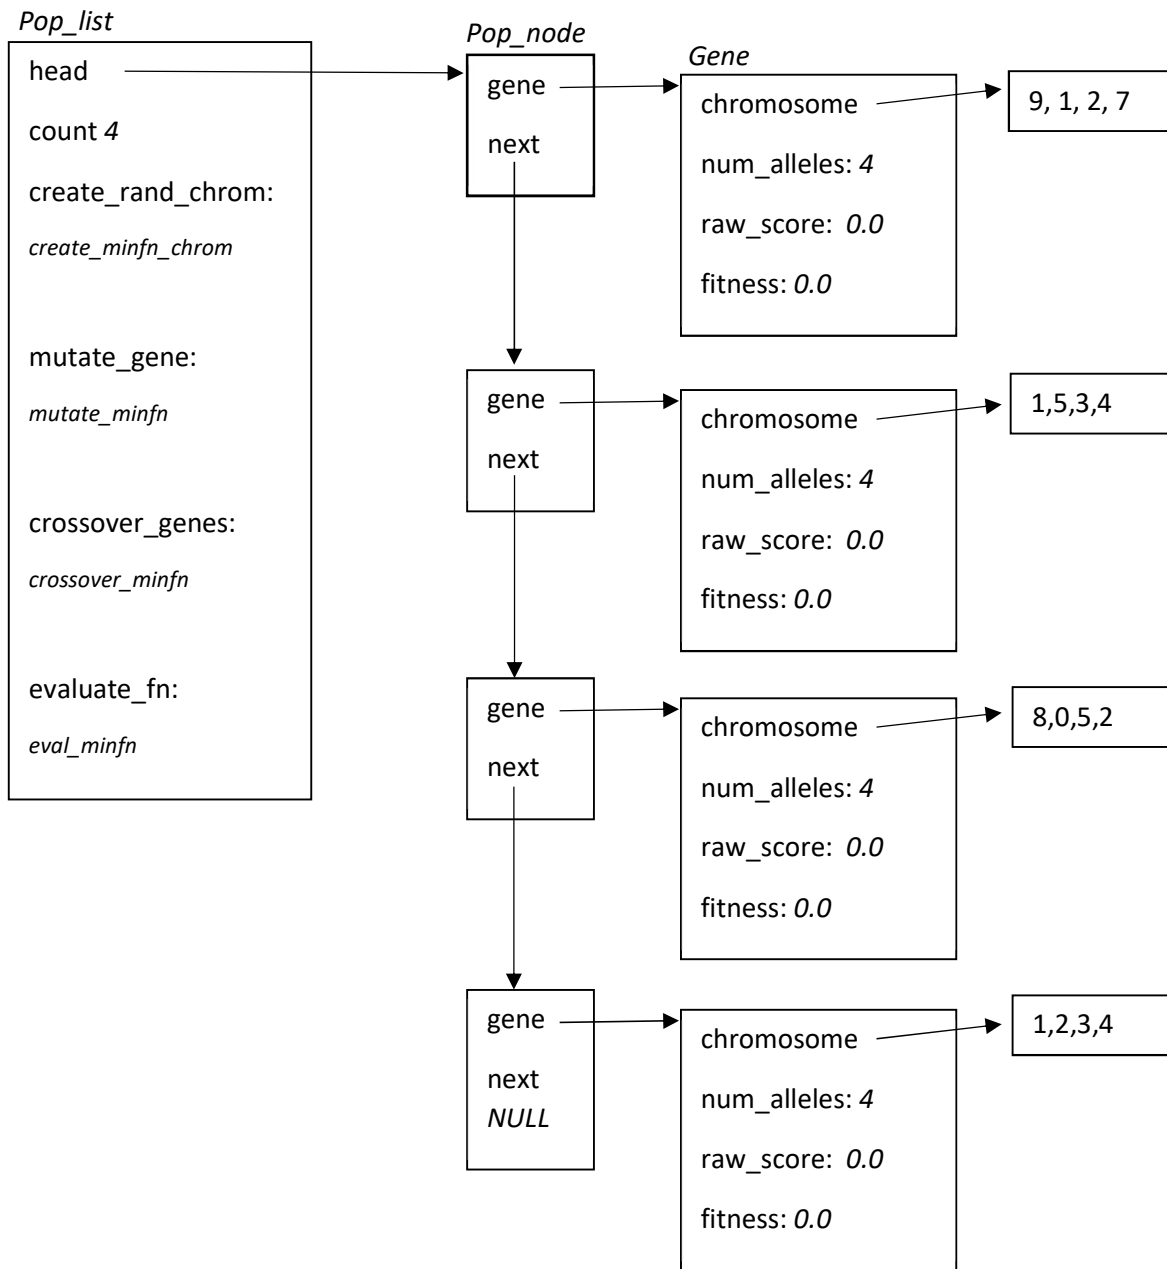 Pop_list
head
count 4
create_rand_chrom:
create_minfn_chrom
mutate_gene:
mutate_minfn
crossover_genes:
crossover_minfn
evaluate_fn:
eval_minfn
Pop_node
gene
next
Gene
chromosome
num_alleles: 4
raw_score: 0.0
fitness: 0.0
9, 1, 2, 7
gene
next
chromosome
num_alleles: 4
raw_score: 0.0
fitness: 0.0
1,5,3,4
gene
next
chromosome
num_alleles: 4
raw_score: 0.0
fitness: 0.0
8,0,5,2
gene
next
NULL
chromosome
num_alleles: 4
raw_score: 0.0
fitness: 0.0
1,2,3,4